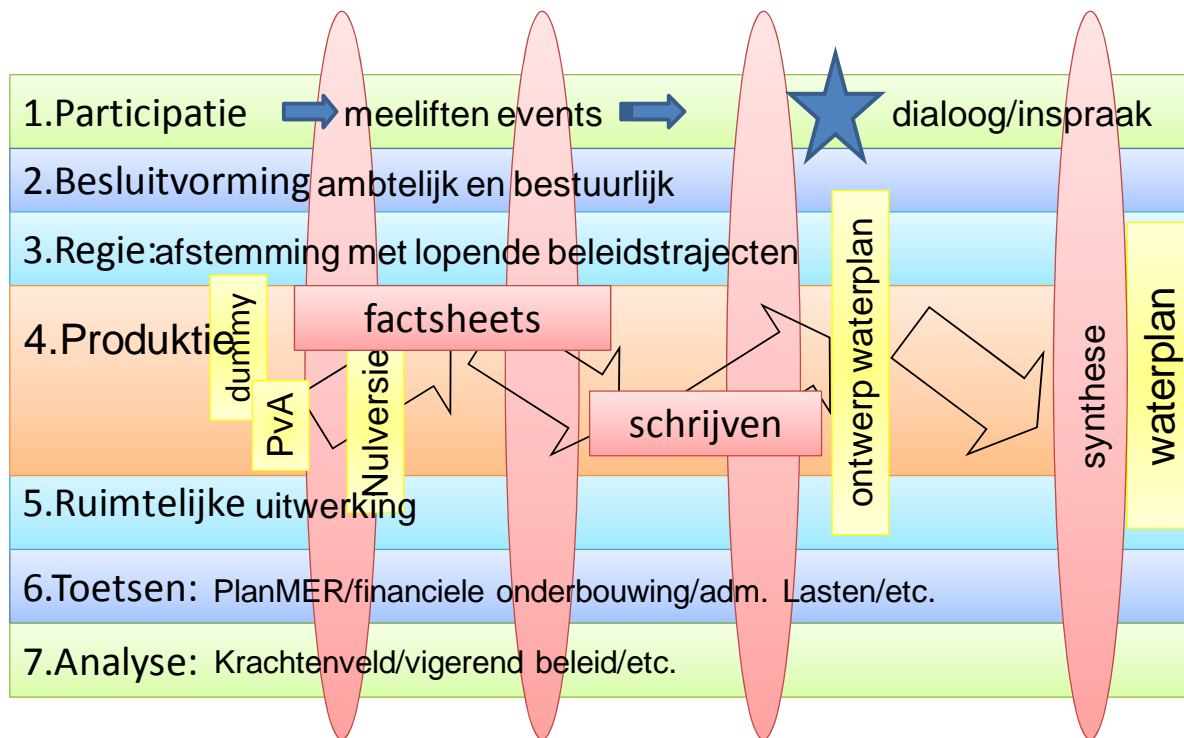 1.Participatie meeliften events dialoog/inspraak
2.Besluitvorming ambtelijk en bestuurlijk
3.Regie:afstemming met lopende beleidstrajecten
4.Produktie
dummy
PvA
Nulversie
factsheets
schrijven
ontwerp waterplan
synthese
waterplan
5.Ruimtelijke uitwerking
6.Toetsen: PlanMER/financiele onderbouwing/adm. Lasten/etc.
7.Analyse: Krachtenveld/vigerend beleid/etc.